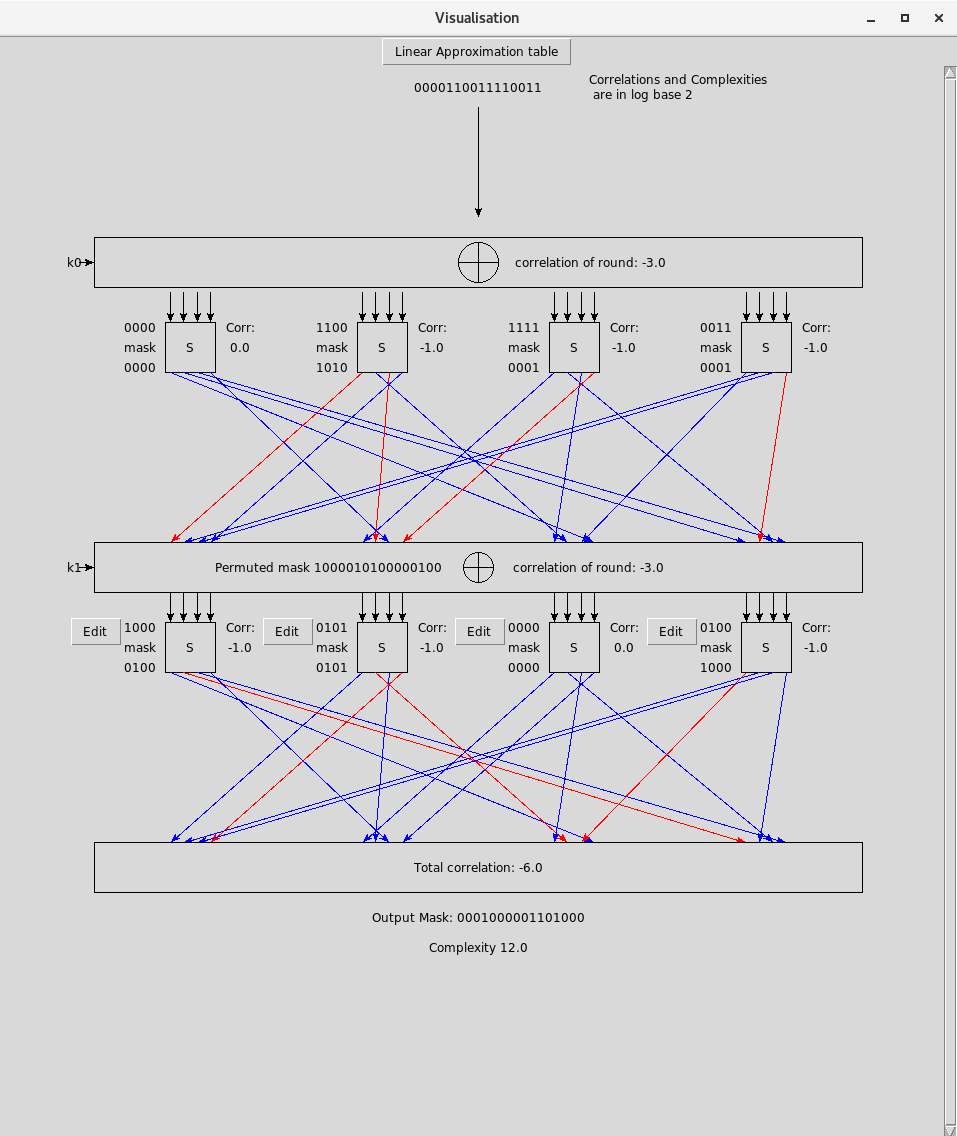 Visualisation
Linear Approximation table
0000110011110011
Correlations and Complexities
are in log base 2
k0
correlation of round: -3.0
0000 Corr: 1100 Corr: 1111 Corr: 0011 Corr:
mask S 0.0 mask S -1.0 mask S -1.0 mask S -1.0
0000 1010 0001 0001
k1 Permuted mask 1000010100000100 correlation of round: -3.0
Edit 1000 Corr: Edit 0101 Corr: Edit 0000 Corr: Edit 0100 Corr:
mask S -1.0 mask S -1.0 mask S 0.0 mask S -1.0
0100 0101 0000 1000
Total correlation: -6.0
Output Mask: 0001000001101000
Complexity 12.0